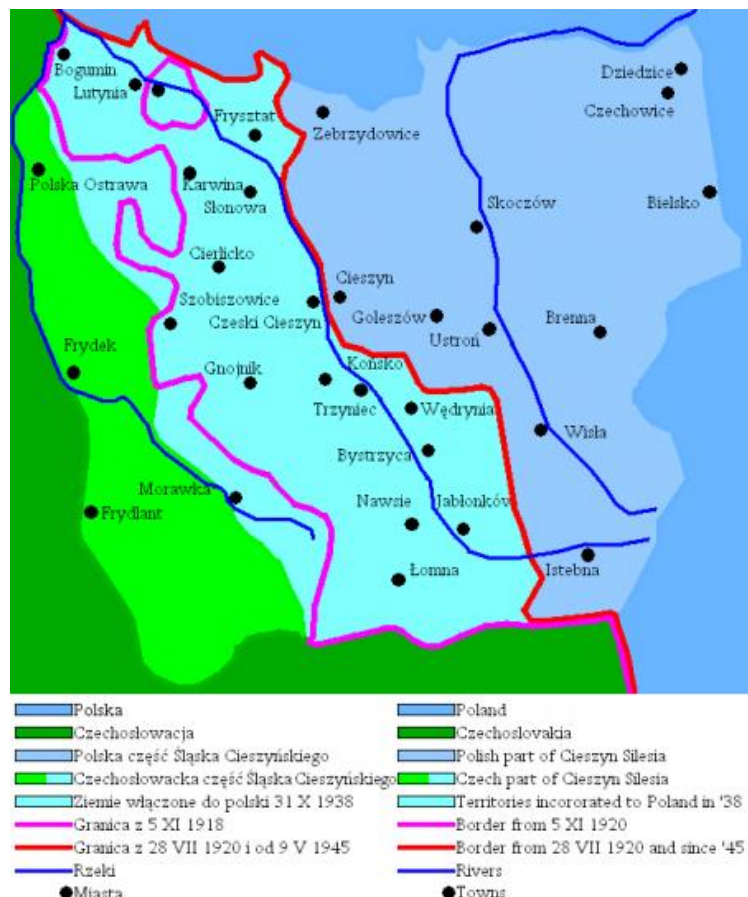 Bogumin
Lutynia
Dziedzice
Czechowice
Frysztat
Zebrzydowice
Polska Ostrawa
Karwina
Słonowa
Skoczów
Bielsko
Cierlicko
Szobiszowice
Cieszyn
Czeski Cieszyn
Goleszów
Ustroń
Brenna
Frydek
Gnojnik
Końsko
Trzyniec
Wędrynia
Wisła
Bystrzyca
Morawka
Nawsie
Jabłonków
Frydlant
Łomna
Istebna
Polska
Czechosłowacja
Polska część Śląska Cieszyńskiego
Czechosłowacka część Śląska Cieszyńskiego
Ziemie włączone do polski 31 X 1938
Granica z 5 XI 1918
Granica z 28 VII 1920 i od 9 V 1945
Rzeki
Miasta
Poland
Czechoslovakia
Polish part of Cieszyn Silesia
Czech part of Cieszyn Silesia
Territories incororated to Poland in '38
Border from 5 XI 1920
Border from 28 VII 1920 and since '45
Rivers
Towns